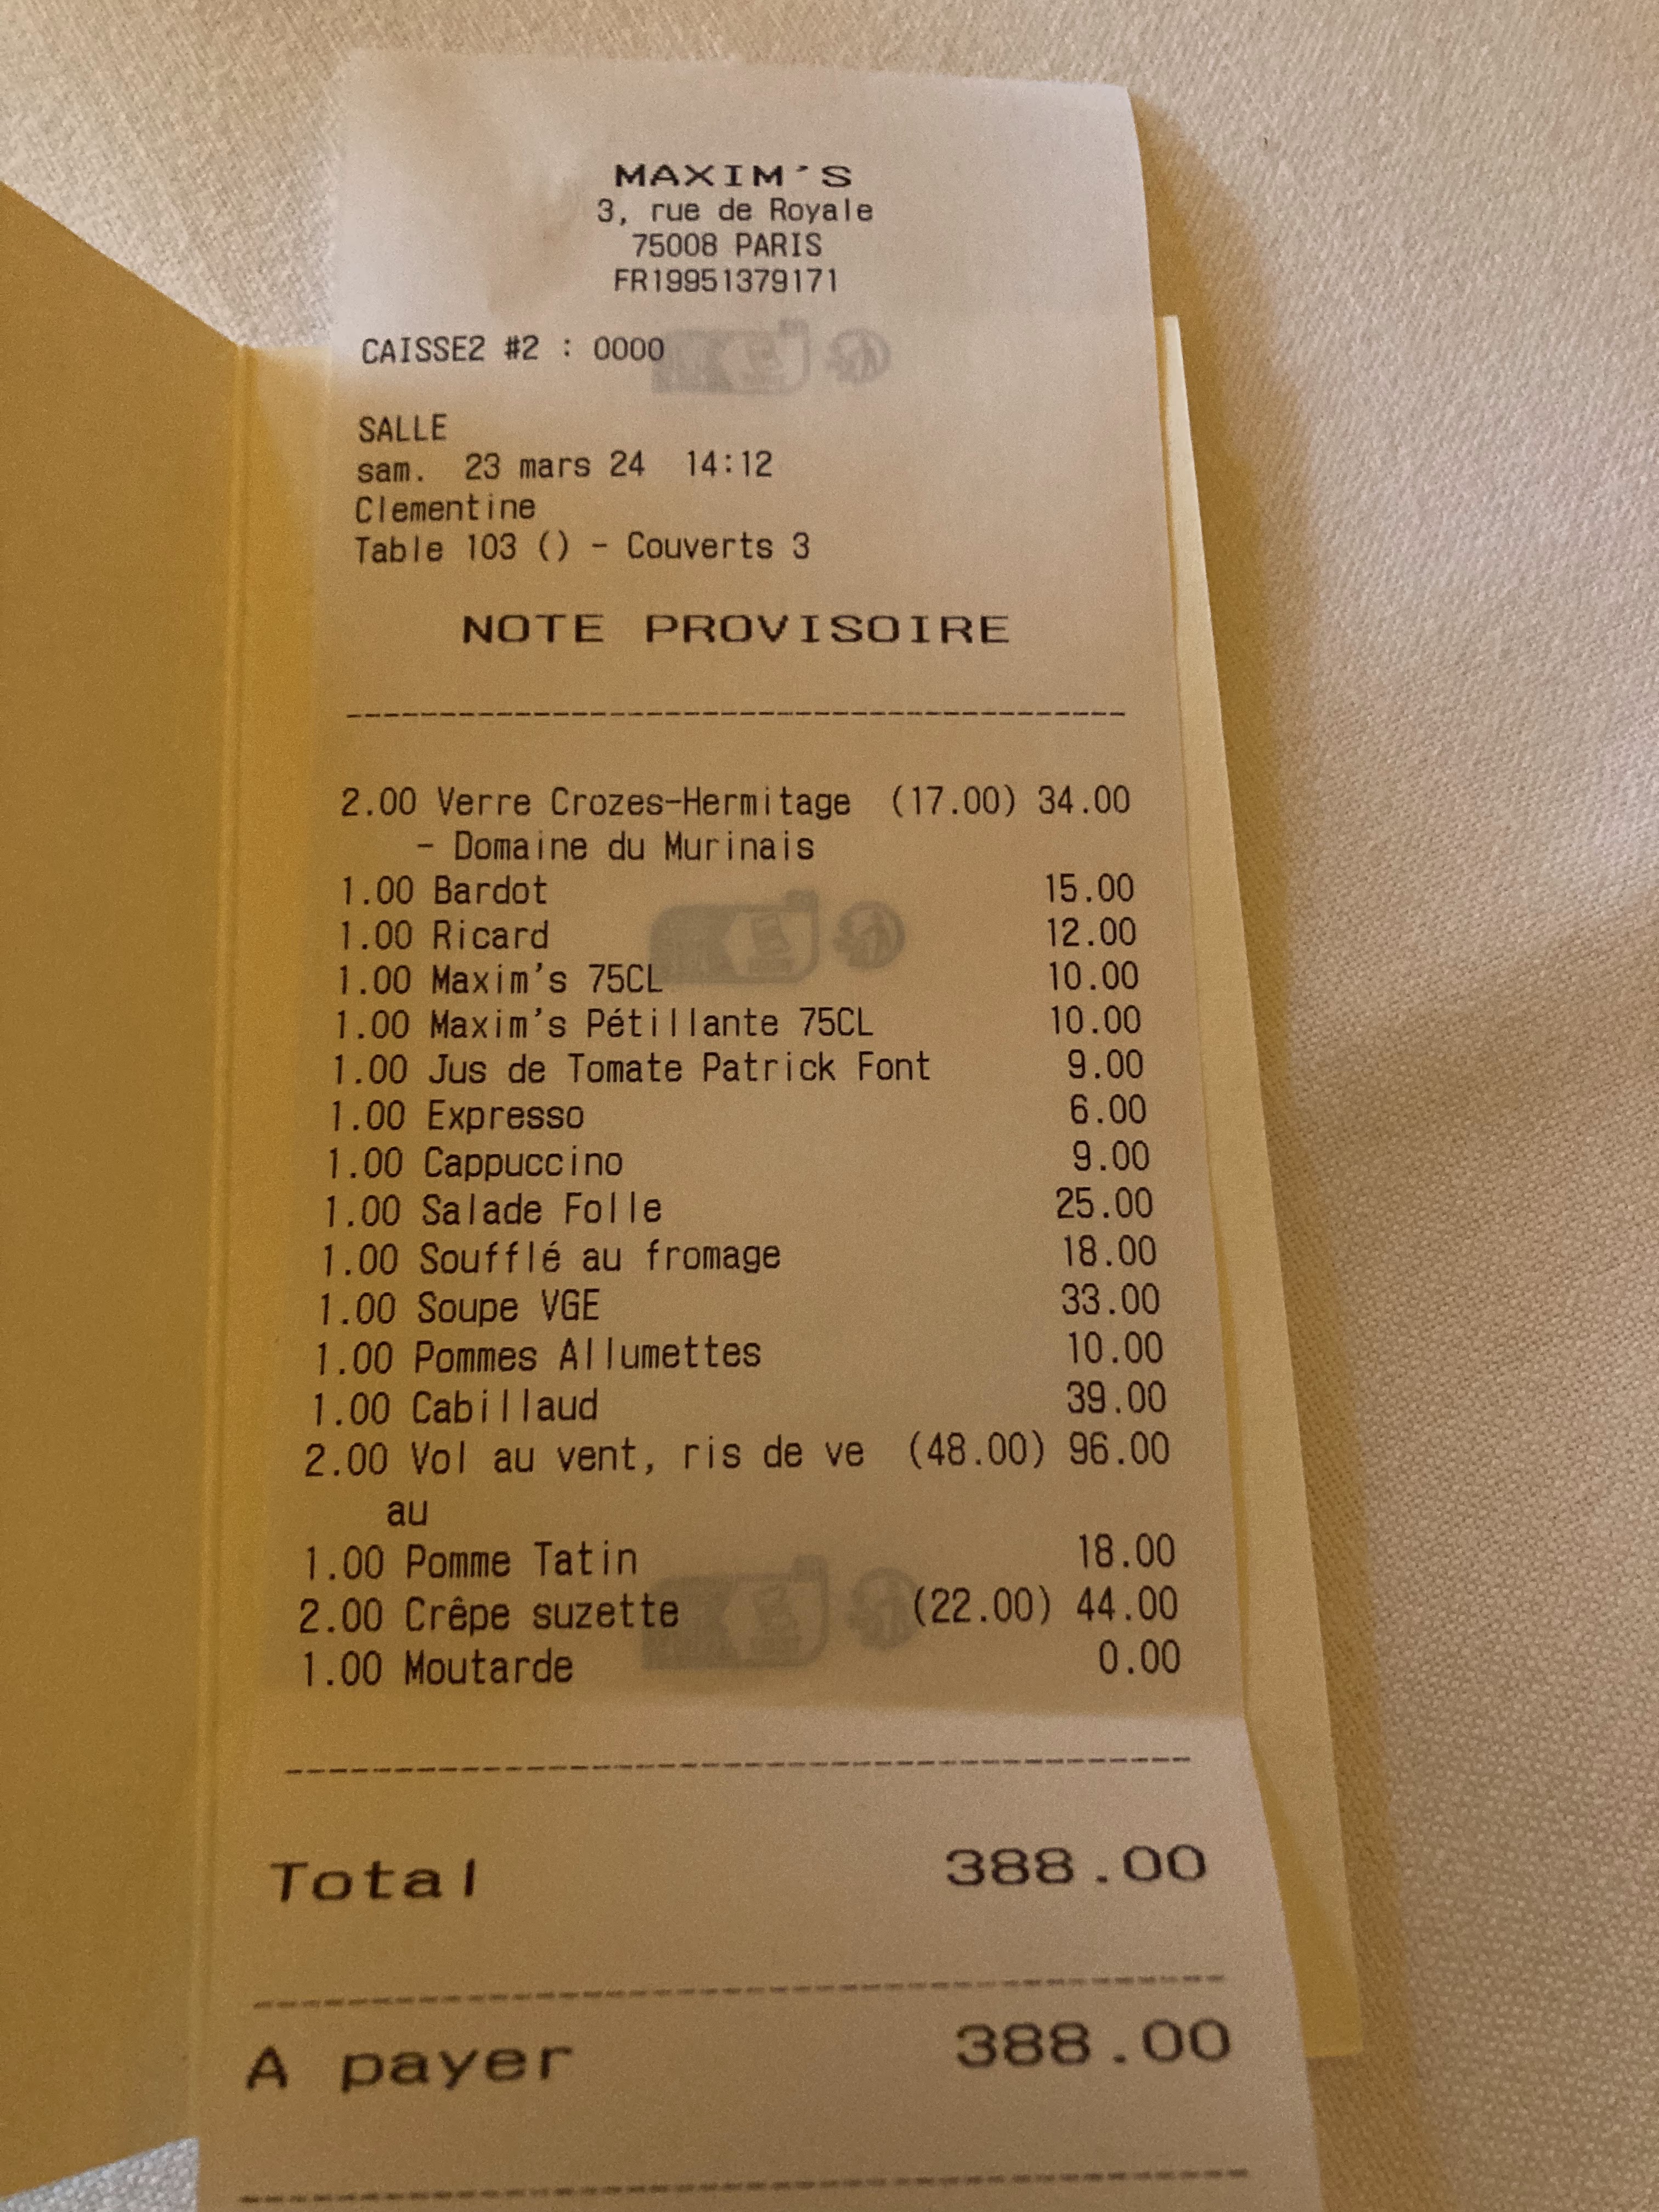 MAXIM'S
3, rue de Royale
75008 PARIS
FR19951379171
CAISSE2 #2 : 0000
SALLE
sam. 23 mars 24 14:12
Clementine
Table 103 () - Couverts 3
NOTE PROVISOIRE
2.00 Verre Crozes-Hermitage (17.00) 34.00
- Domaine du Murinais
1.00 Bardot 15.00
1.00 Ricard 12.00
1.00 Maxim's 75CL 10.00
1.00 Maxim's Pétillante 75CL 10.00
1.00 Jus de Tomate Patrick Font 9.00
1.00 Expresso 6.00
1.00 Cappuccino 9.00
1.00 Salade Folle 25.00
1.00 Soufflé au fromage 18.00
1.00 Soupe VGE 33.00
1.00 Pommes Allumettes 10.00
1.00 Cabillaud 39.00
2.00 Vol au vent, ris de ve (48.00) 96.00
au
1.00 Pomme Tatin 18.00
2.00 Crêpe suzette (22.00) 44.00
1.00 Moutarde 0.00
Total 388.00
A payer 388.00